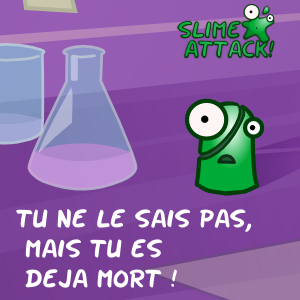 SLIME
ATTACK!
TU NE LE SAIS PAS,
MAIS TU ES
DEJA MORT !